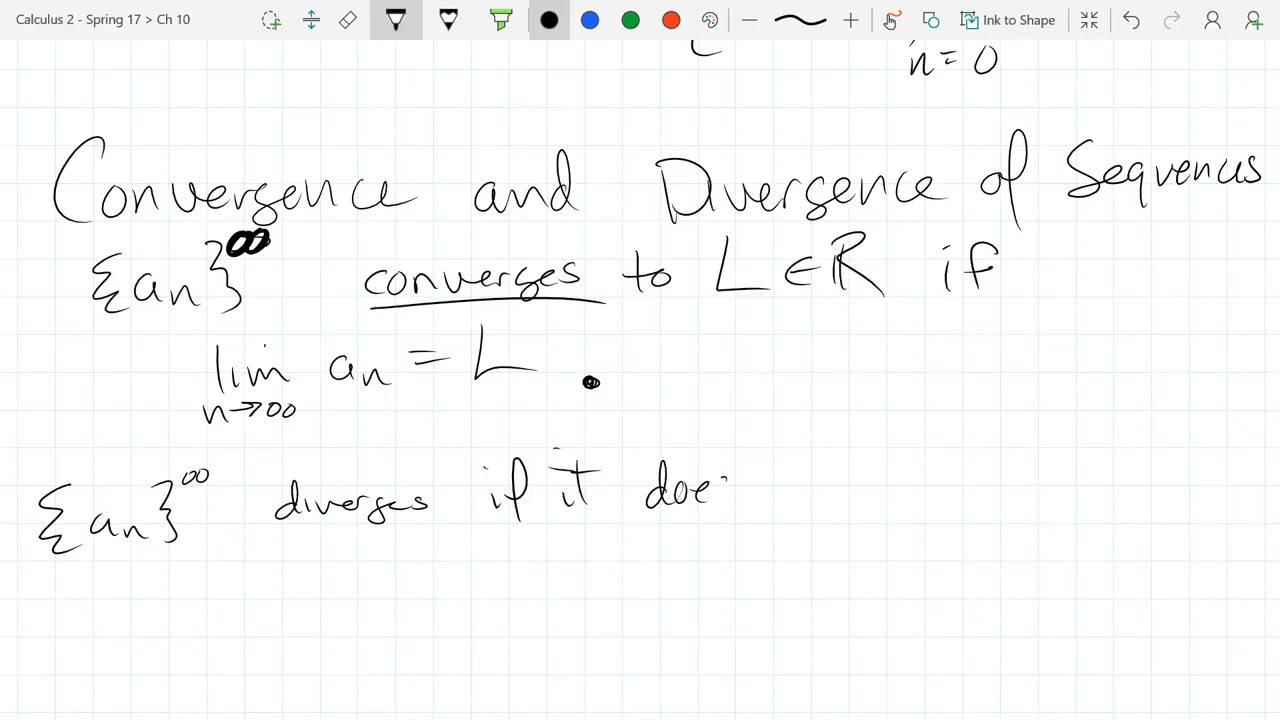 Calculus 2 - Spring 17 > Ch 10
Ink to Shape
n = 0
Convergence and Divergence of Sequences
{an}∞ converges to L ∈ ℝ if
lim an = L .
n→∞
{an}∞ diverges if it doe